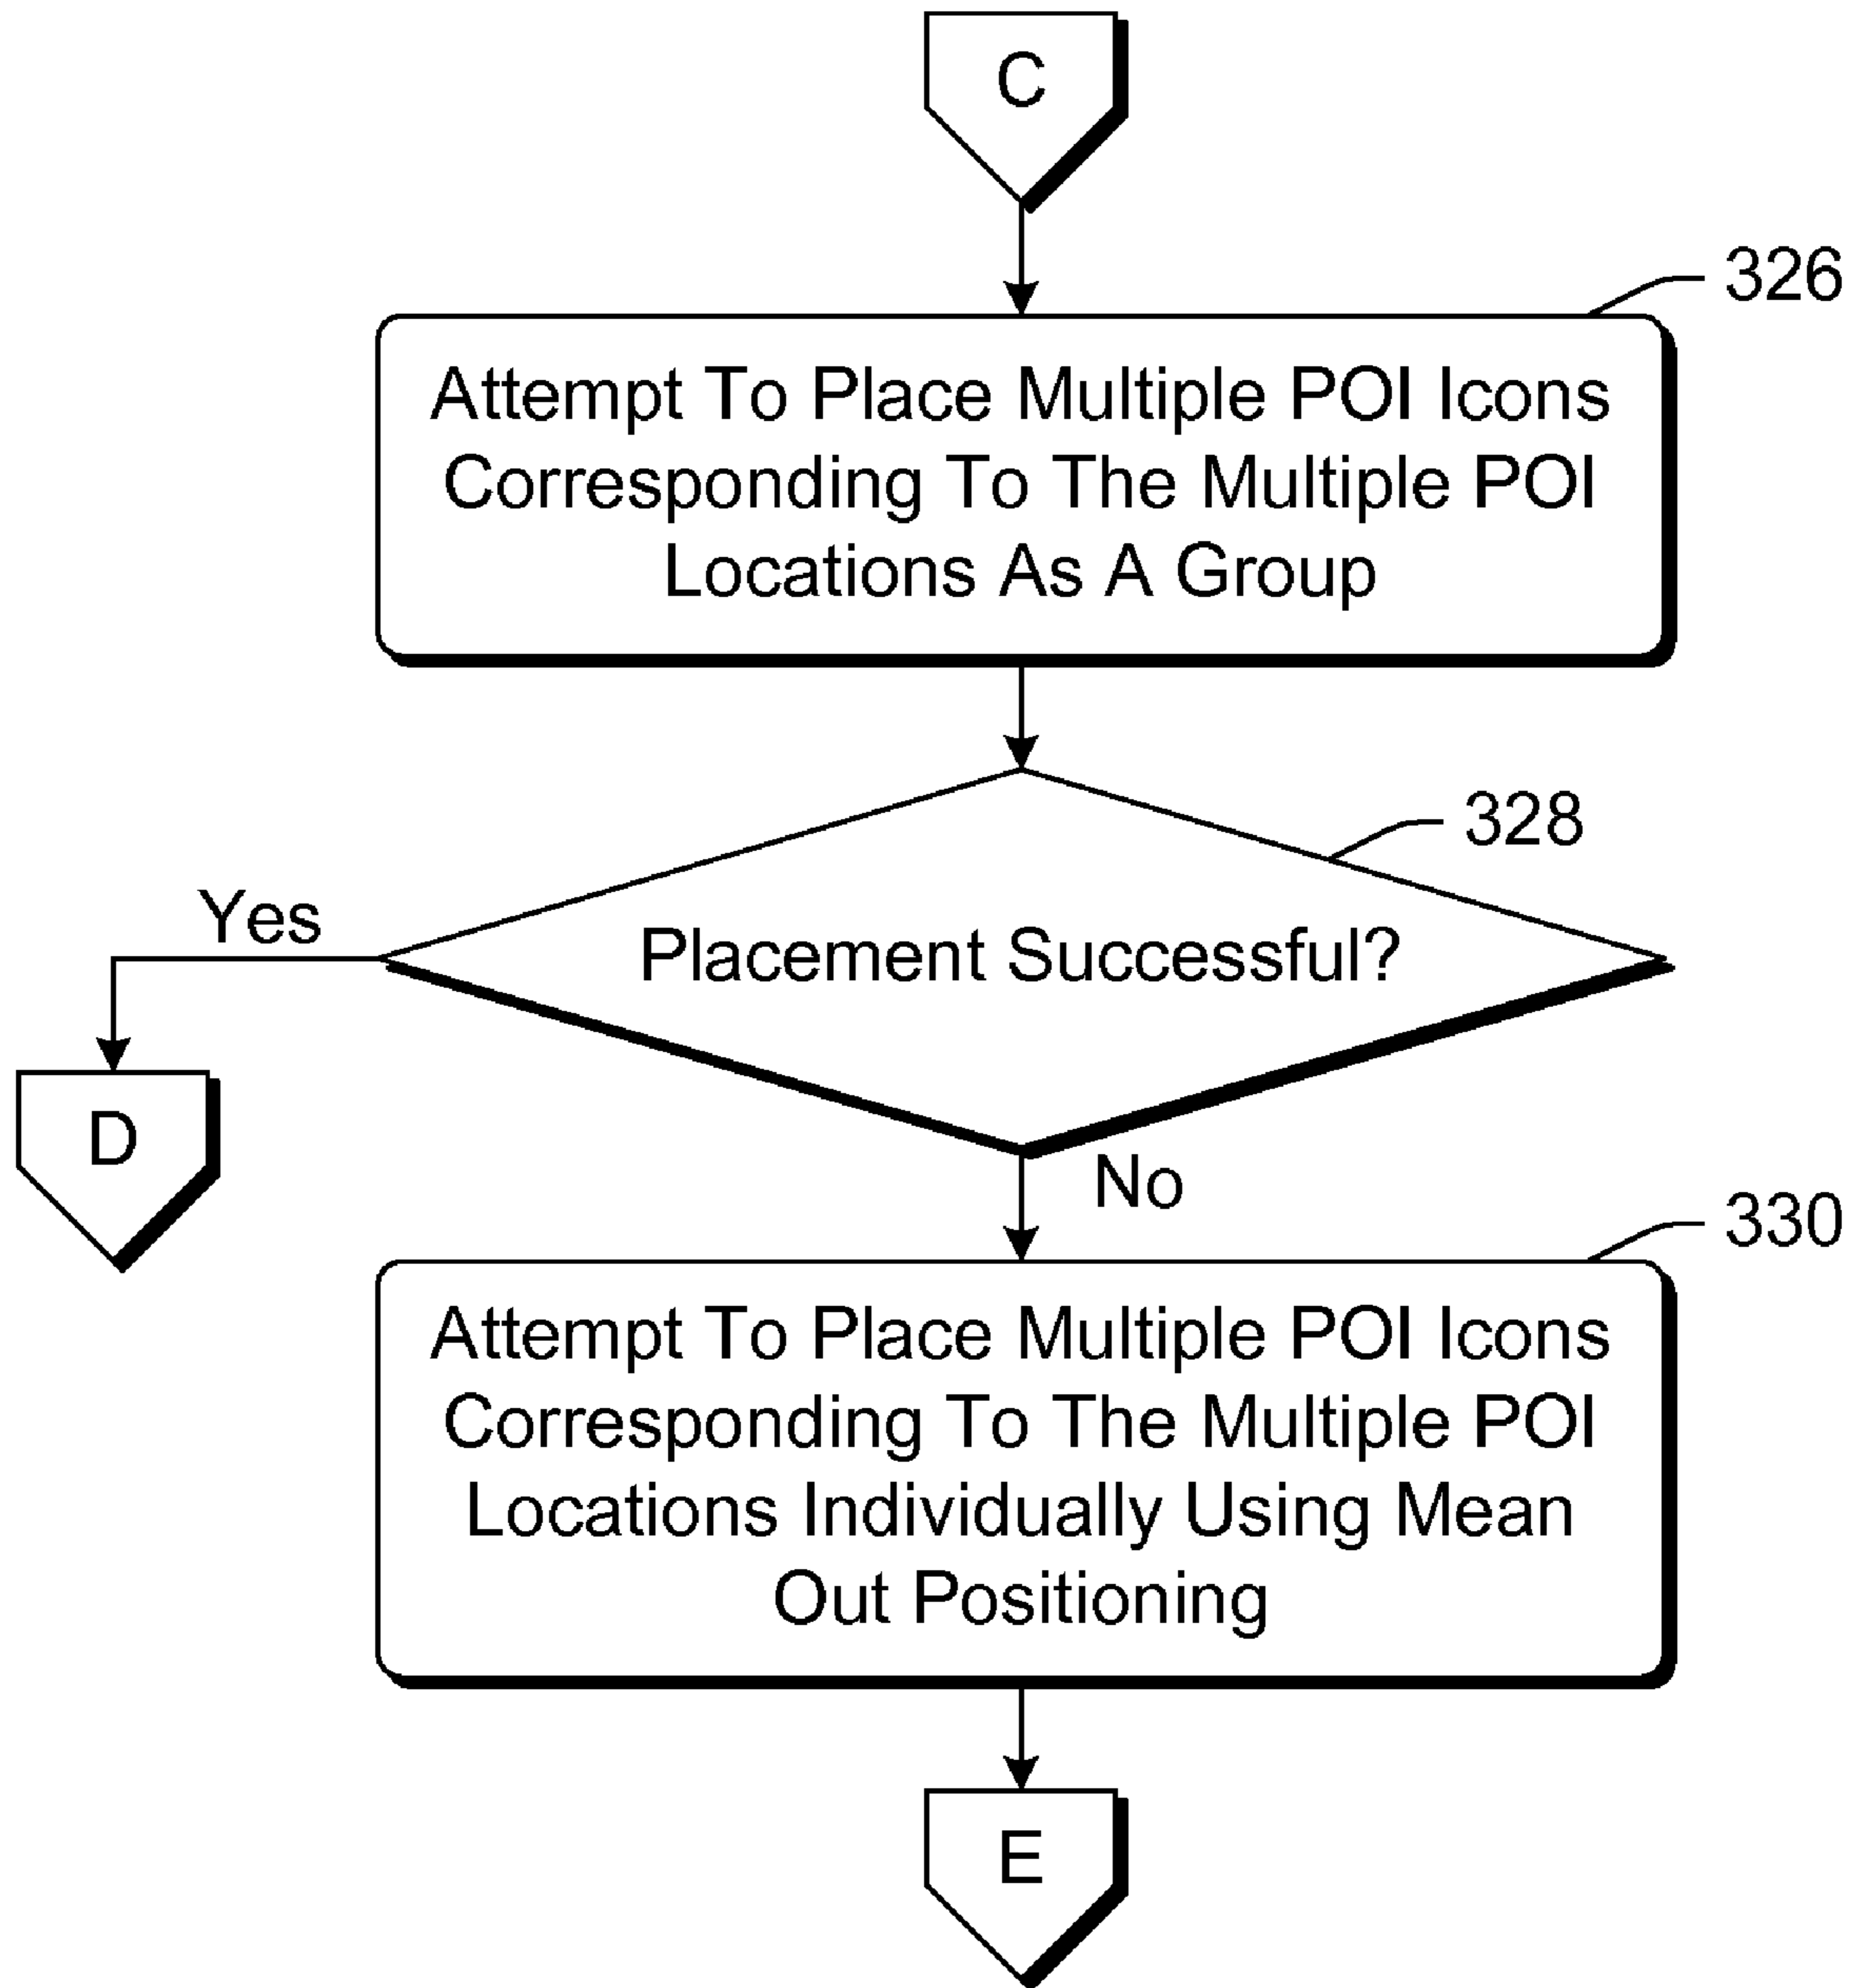 C
326
Attempt To Place Multiple POI Icons
Corresponding To The Multiple POI
Locations As A Group
328
Placement Successful?
Yes
D
No
330
Attempt To Place Multiple POI Icons
Corresponding To The Multiple POI
Locations Individually Using Mean
Out Positioning
E